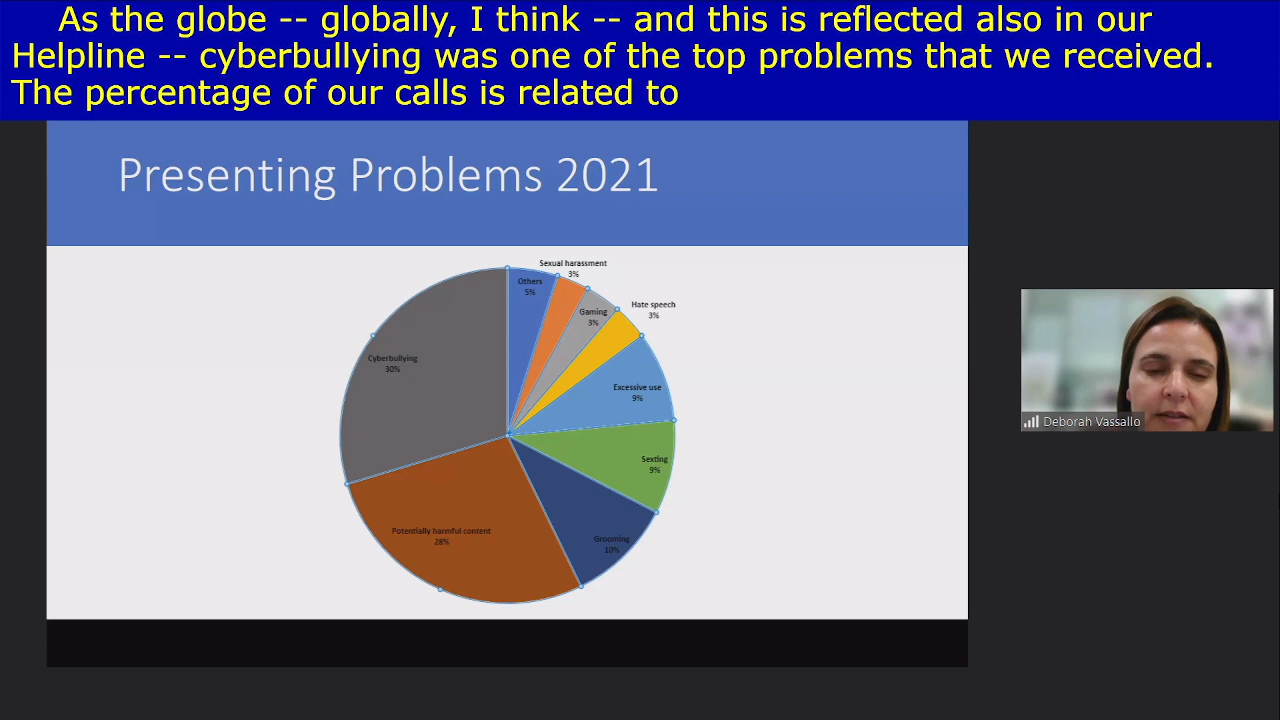 As the globe -- globally, I think -- and this is reflected also in our
Helpline -- cyberbullying was one of the top problems that we received.
The percentage of our calls is related to
Presenting Problems 2021
Sexual harassment
3%
Others
5%
Gaming
3%
Hate speech
3%
Cyberbullying
30%
Excessive use
9%
Sexting
9%
Potentially harmful content
28%
Grooming
10%
Deborah Vassallo